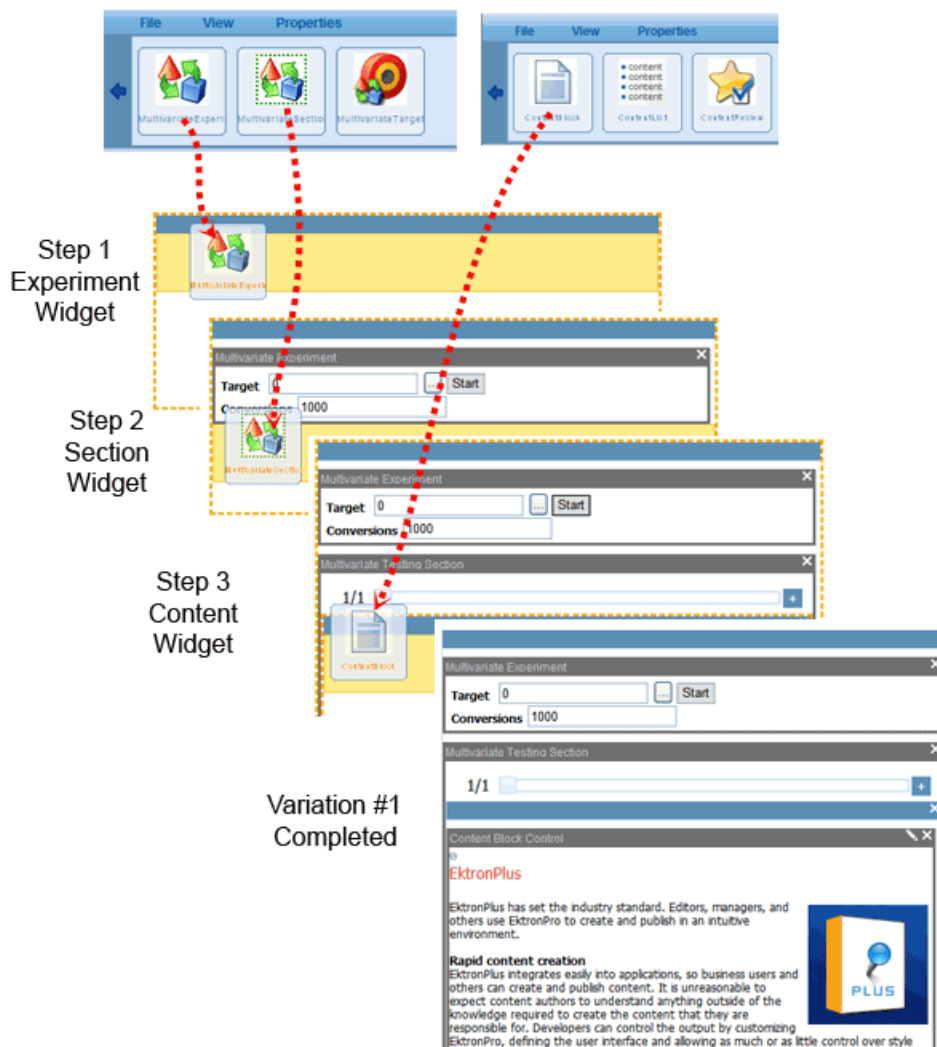 File View Properties
MultivariateExperi MultivariateSectio MultivariateTarget
File View Properties
ContentBlock ContentList ContentReview
content
content
content
content
Step 1
Experiment
Widget
MultivariateExperi
Multivariate Experiment
Target 0 ... Start
Conversions 1000
Step 2
Section
Widget
MultivariateSectio
Multivariate Experiment
Target 0 ... Start
Conversions 1000
Multivariate Testing Section
1/1 +
Step 3
Content
Widget
ContentBlock
Multivariate Experiment
Target 0 ... Start
Conversions 1000
Multivariate Testing Section
1/1 +
Variation #1
Completed
Content Block Control
EktronPlus
EktronPlus has set the industry standard. Editors, managers, and
others use EktronPro to create and publish in an intuitive
environment.
PLUS
Rapid content creation
EktronPlus integrates easily into applications, so business users and
others can create and publish content. It is unreasonable to
expect content authors to understand anything outside of the
knowledge required to create the content that they are
responsible for. Developers can control the output by customizing
EktronPro, defining the user interface and allowing as much or as little control over style